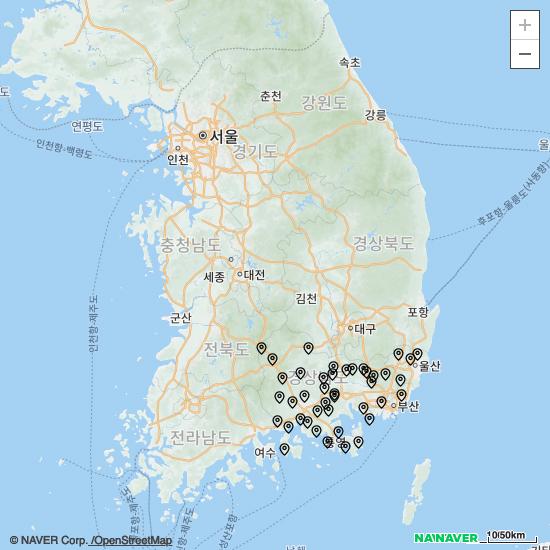 +
−
속초
춘천
강원도
강릉
연평도
서울
인천
경기도
인천항-백령도
울
후포항-울릉도(사동항)
충청남도
경상북도
세종
대전
김천
군산
포항
대구
인천항-제주도
전북도
울산
부산
전라남도
여수
통영
© NAVER Corp. /OpenStreetMap
NAVER
10|50km